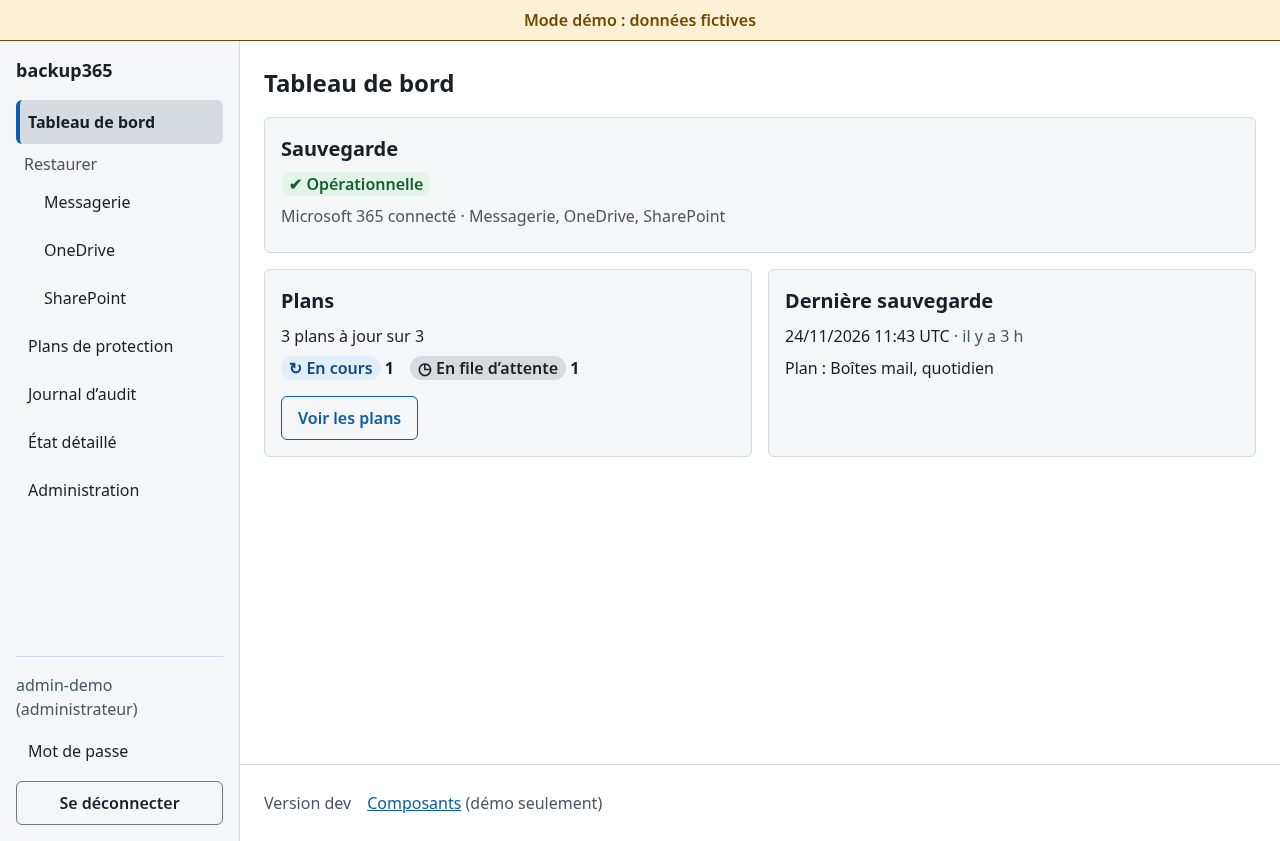 Mode démo : données fictives
backup365
Tableau de bord
Restaurer
Messagerie
OneDrive
SharePoint
Plans de protection
Journal d’audit
État détaillé
Administration
admin-demo
(administrateur)
Mot de passe
Se déconnecter
Tableau de bord
Sauvegarde
✔ Opérationnelle
Microsoft 365 connecté · Messagerie, OneDrive, SharePoint
Plans
3 plans à jour sur 3
↻ En cours 1 ◷ En file d’attente 1
Voir les plans
Dernière sauvegarde
24/11/2026 11:43 UTC · il y a 3 h
Plan : Boîtes mail, quotidien
Version dev Composants (démo seulement)